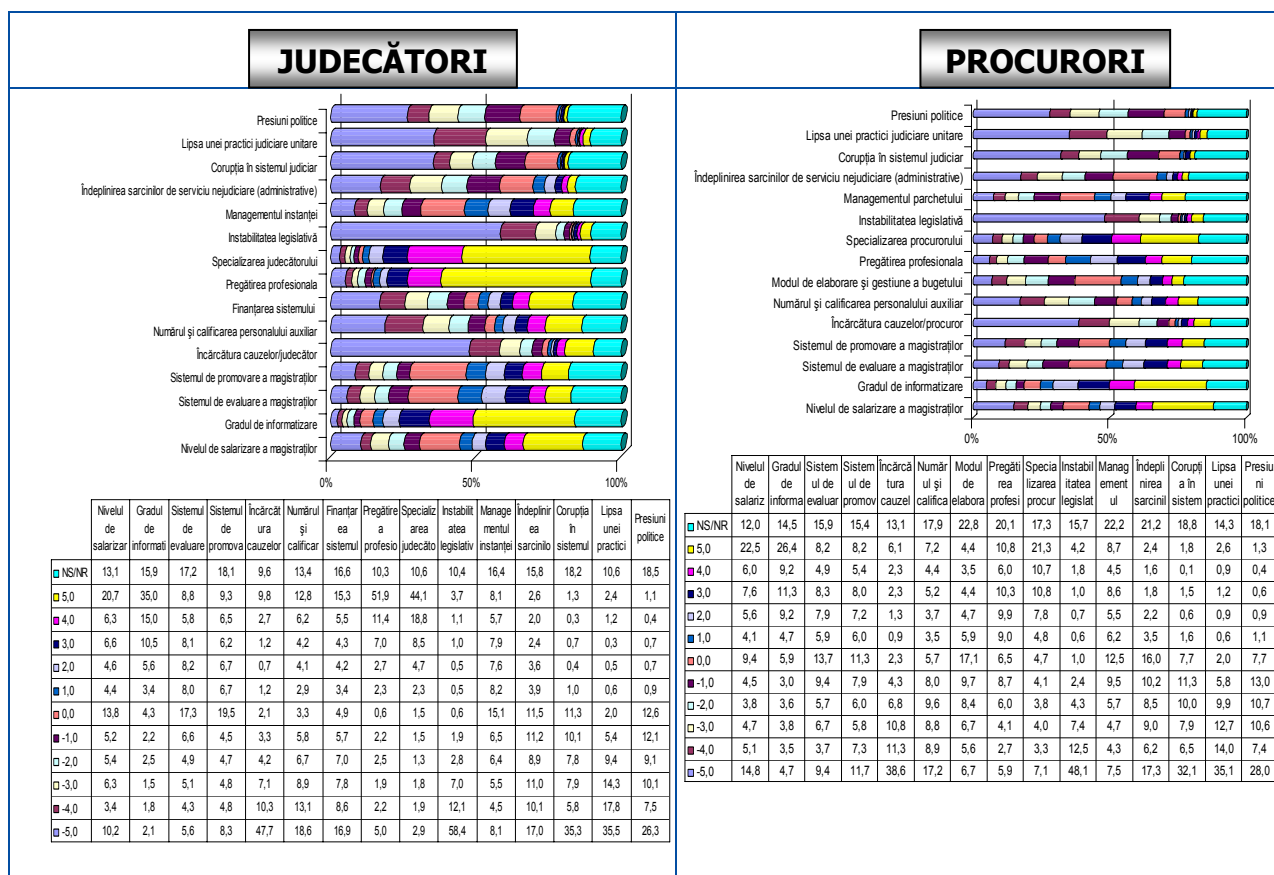 JUDECĂTORI
Presiuni politice
Lipsa unei practici judiciare unitare
Corupția în sistemul judiciar
Îndeplinirea sarcinilor de serviciu nejudiciare (administrative)
Managementul instanței
Instabilitatea legislativă
Specializarea judecătorului
Pregătirea profesionala
Finanțarea sistemului
Numărul și calificarea personalului auxiliar
Încărcătura cauzelor/judecător
Sistemul de promovare a magistraților
Sistemul de evaluare a magistraților
Gradul de informatizare
Nivelul de salarizare a magistraților
0% 50% 100%
Nivelul Gradul Sistemul Sistemul Încărcăt Numărul Finanțar Pregătire Specializ Instabilit Manage Îndeplinir Corupția Lipsa Presiuni
de de de de ura și ea a area atea mentul ea în unei politice
salarizar informati evaluare promova cauzelor calificar sistemul profesio judecăto legislativ instanței sarcinilo sistemul practici
NS/NR 13,1 15,9 17,2 18,1 9,6 13,4 16,6 10,3 10,6 10,4 16,4 15,8 18,2 10,6 18,5
5,0 20,7 35,0 8,8 9,3 9,8 12,8 15,3 51,9 44,1 3,7 8,1 2,6 1,3 2,4 1,1
4,0 6,3 15,0 5,8 6,5 2,7 6,2 5,5 11,4 18,8 1,1 5,7 2,0 0,3 1,2 0,4
3,0 6,6 10,5 8,1 6,2 1,2 4,2 4,3 7,0 8,5 1,0 7,9 2,4 0,7 0,3 0,7
2,0 4,6 5,6 8,2 6,7 0,7 4,1 4,2 2,7 4,7 0,5 7,6 3,6 0,4 0,5 0,7
1,0 4,4 3,4 8,0 6,7 1,2 2,9 3,4 2,3 2,3 0,5 8,2 3,9 1,0 0,6 0,9
0,0 13,8 4,3 17,3 19,5 2,1 3,3 4,9 0,6 1,5 0,6 15,1 11,5 11,3 2,0 12,6
-1,0 5,2 2,2 6,6 4,5 3,3 5,8 5,7 2,2 1,5 1,9 6,5 11,2 10,1 5,4 12,1
-2,0 5,4 2,5 4,9 4,7 4,2 6,7 7,0 2,5 1,3 2,8 6,4 8,9 7,8 9,4 9,1
-3,0 6,3 1,5 5,1 4,8 7,1 8,9 7,8 1,9 1,8 7,0 5,5 11,0 7,9 14,3 10,1
-4,0 3,4 1,8 4,3 4,8 10,3 13,1 8,6 2,2 1,9 12,1 4,5 10,1 5,8 17,8 7,5
-5,0 10,2 2,1 5,6 8,3 47,7 18,6 16,9 5,0 2,9 58,4 8,1 17,0 35,3 35,5 26,3
PROCURORI
Presiuni politice
Lipsa unei practici judiciare unitare
Corupția în sistemul judiciar
Îndeplinirea sarcinilor de serviciu nejudiciare (administrative)
Managementul parchetului
Instabilitatea legislativă
Specializarea procurorului
Pregătirea profesionala
Modul de elaborare și gestiune a bugetului
Numărul și calificarea personalului auxiliar
Încărcătura cauzelor/procuror
Sistemul de promovare a magistraților
Sistemul de evaluare a magistraților
Gradul de informatizare
Nivelul de salarizare a magistraților
0% 50% 100%
Nivelul Gradul Sistem Sistem Încărcă Număr Modul Pregăti Specia Instabil Manag Îndepli Corupți Lipsa Presiu
de de ul de ul de tura ul și de rea lizarea itatea ement nirea a în unei ni
salariz informa evaluar promov cauzel califica elabora profesi procur legislat ul sarcinil sistem practici politice
NS/NR 12,0 14,5 15,9 15,4 13,1 17,9 22,8 20,1 17,3 15,7 22,2 21,2 18,8 14,3 18,1
5,0 22,5 26,4 8,2 8,2 6,1 7,2 4,4 10,8 21,3 4,2 8,7 2,4 1,8 2,6 1,3
4,0 6,0 9,2 4,9 5,4 2,3 4,4 3,5 6,0 10,7 1,8 4,5 1,6 0,1 0,9 0,4
3,0 7,6 11,3 8,3 8,0 2,3 5,2 4,4 10,3 10,8 1,0 8,6 1,8 1,5 1,2 0,6
2,0 5,6 9,2 7,9 7,2 1,3 3,7 4,7 9,9 7,8 0,7 5,5 2,2 0,6 0,9 0,9
1,0 4,1 4,7 5,9 6,0 0,9 3,5 5,9 9,0 4,8 0,6 6,2 3,5 1,6 0,6 1,1
0,0 9,4 5,9 13,7 11,3 2,3 5,7 17,1 6,5 4,7 1,0 12,5 16,0 7,7 2,0 7,7
-1,0 4,5 3,0 9,4 7,9 4,3 8,0 9,7 8,7 4,1 2,4 9,5 10,2 11,3 5,8 13,0
-2,0 3,8 3,6 5,7 6,0 6,8 9,6 8,4 6,0 3,8 4,3 5,7 8,5 10,0 9,9 10,7
-3,0 4,7 3,8 6,7 5,8 10,8 8,8 6,7 4,1 4,0 7,4 4,7 9,0 7,9 12,7 10,6
-4,0 5,1 3,5 3,7 7,3 11,3 8,9 5,6 2,7 3,3 12,5 4,3 6,2 6,5 14,0 7,4
-5,0 14,8 4,7 9,4 11,7 38,6 17,2 6,7 5,9 7,1 48,1 7,5 17,3 32,1 35,1 28,0